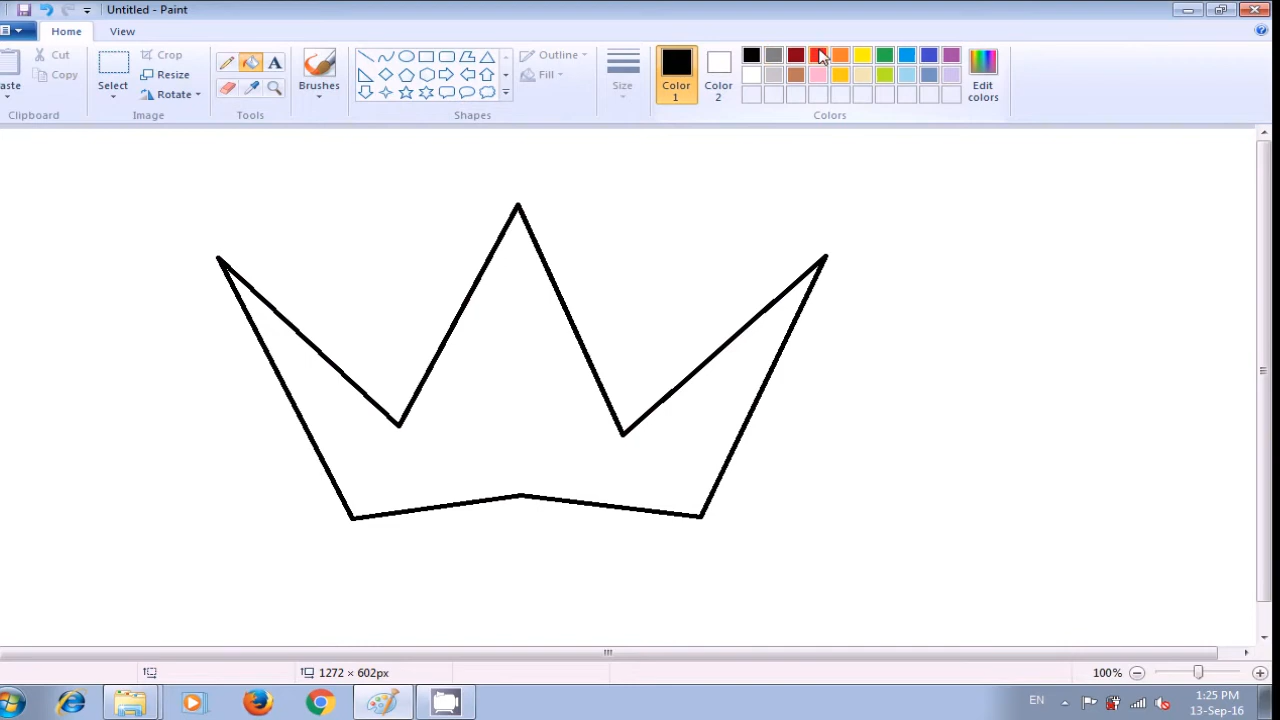 Untitled - Paint
Home View
aste
Cut
Copy
Clipboard
Select
Crop
Resize
Rotate
Image
A
Tools
Brushes
Shapes
Outline
Fill
Size
Color 1
Color 2
Edit colors
Colors
1272 × 602px
100%
EN
1:25 PM
13-Sep-16